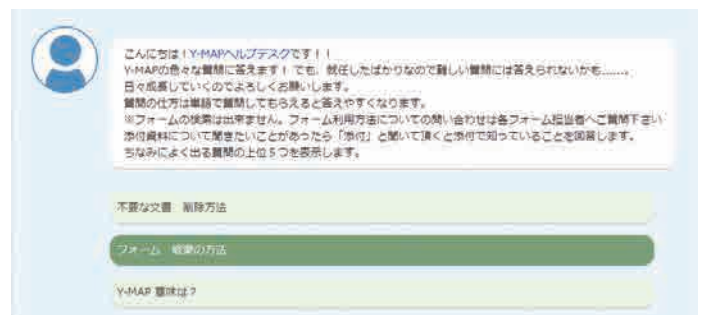 こんにちは!Y-MAPヘルプデスクです!!
Y-MAPの色々な質問に答えます! でも、就任したばかりなので難しい質問には答えられないかも……。
日々成長していくのでよろしくお願いします。
質問の仕方は単語で質問してもらえると答えやすくなります。
※フォームの検索は出来ません。フォーム利用方法についての問い合わせは各フォーム担当者へご質問下さい
添付資料について聞きたいことがあったら「添付」と聞いて頂くと添付で知っていることを回答します。
ちなみによく出る質問の上位5つを表示します。
不要な文書 削除方法
フォーム 検索の方法
Y-MAP 意味は?